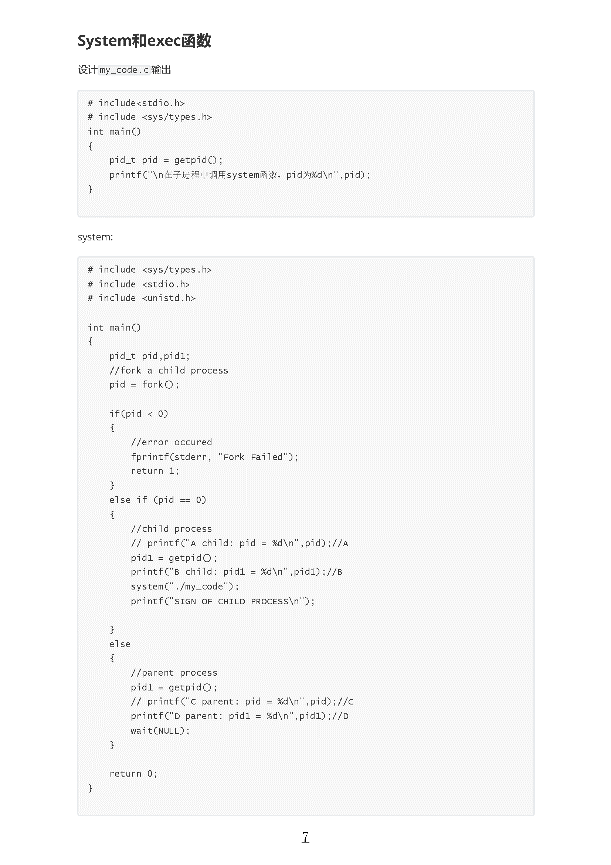 System和exec函数
设计my_code.c输出
# include<stdio.h>
# include <sys/types.h>
int main()
{
    pid_t pid = getpid();
    printf("\n在子进程中调用system函数，pid为%d\n",pid);
}
system:
# include <sys/types.h>
# include <stdio.h>
# include <unistd.h>
int main()
{
    pid_t pid,pid1;
    //fork a child process
    pid = fork();
    if(pid < 0)
    {
        //error occured
        fprintf(stderr, "Fork Failed");
        return 1;
    }
    else if (pid == 0)
    {
        //child process
        // printf("A child: pid = %d\n",pid);//A
        pid1 = getpid();
        printf("B child: pid1 = %d\n",pid1);//B
        system("./my_code");
        printf("SIGN OF CHILD PROCESS\n");
    }
    else
    {
        //parent process
        pid1 = getpid();
        // printf("C parent: pid = %d\n",pid);//C
        printf("D parent: pid1 = %d\n",pid1);//D
        wait(NULL);
    }
    return 0;
}
7